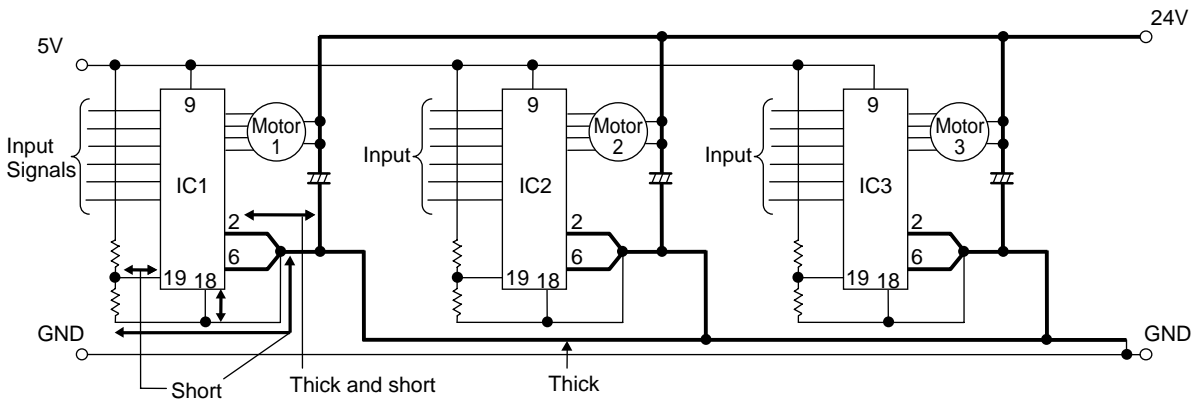 24V
5V
9
9
9
Input
Signals
Motor
1
Input
Motor
2
Input
Motor
3
IC1
IC2
IC3
2
2
2
6
6
6
19 18
19 18
19 18
GND
GND
Short
Thick and short
Thick